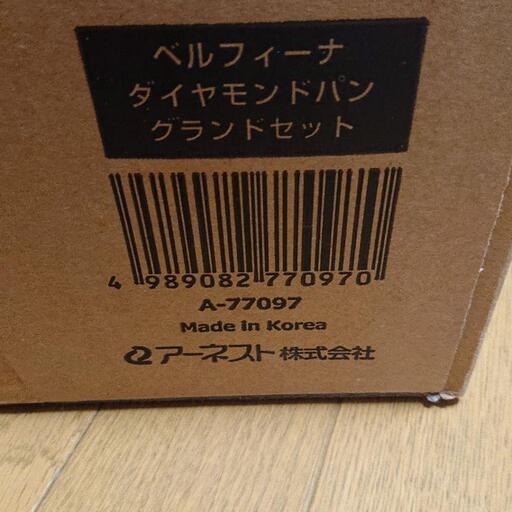 ベルフィーナ
ダイヤモンドパン
グランドセット
4 989082 770970
A-77097
Made in Korea
アーネスト株式会社